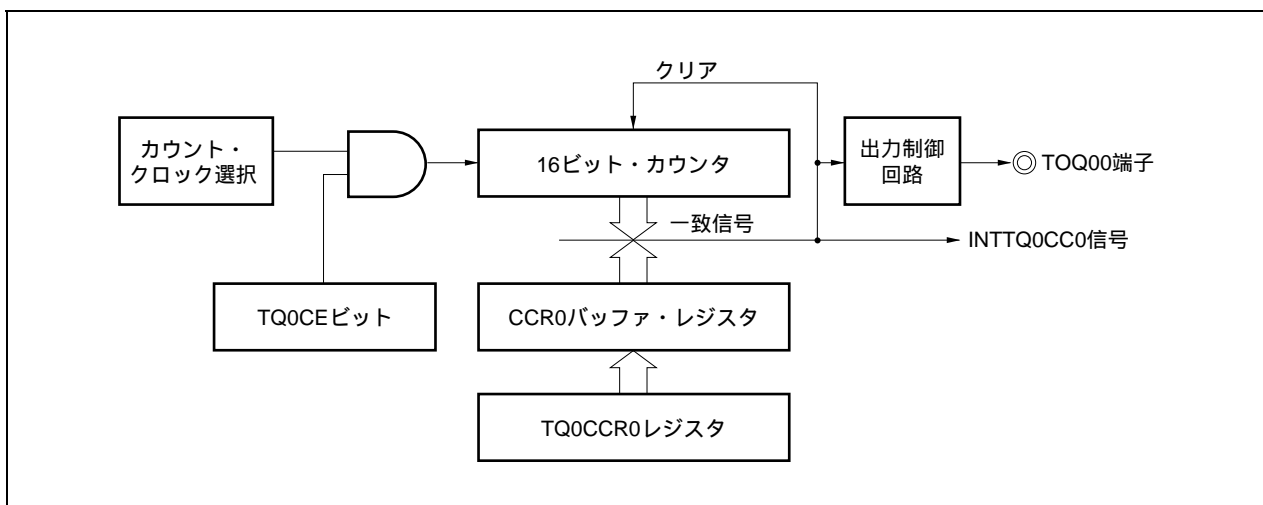 クリア
カウント・
クロック選択
16ビット・カウンタ
出力制御
回路
TOQ00端子
一致信号
INTTQ0CC0信号
TQ0CEビット
CCR0バッファ・レジスタ
TQ0CCR0レジスタ